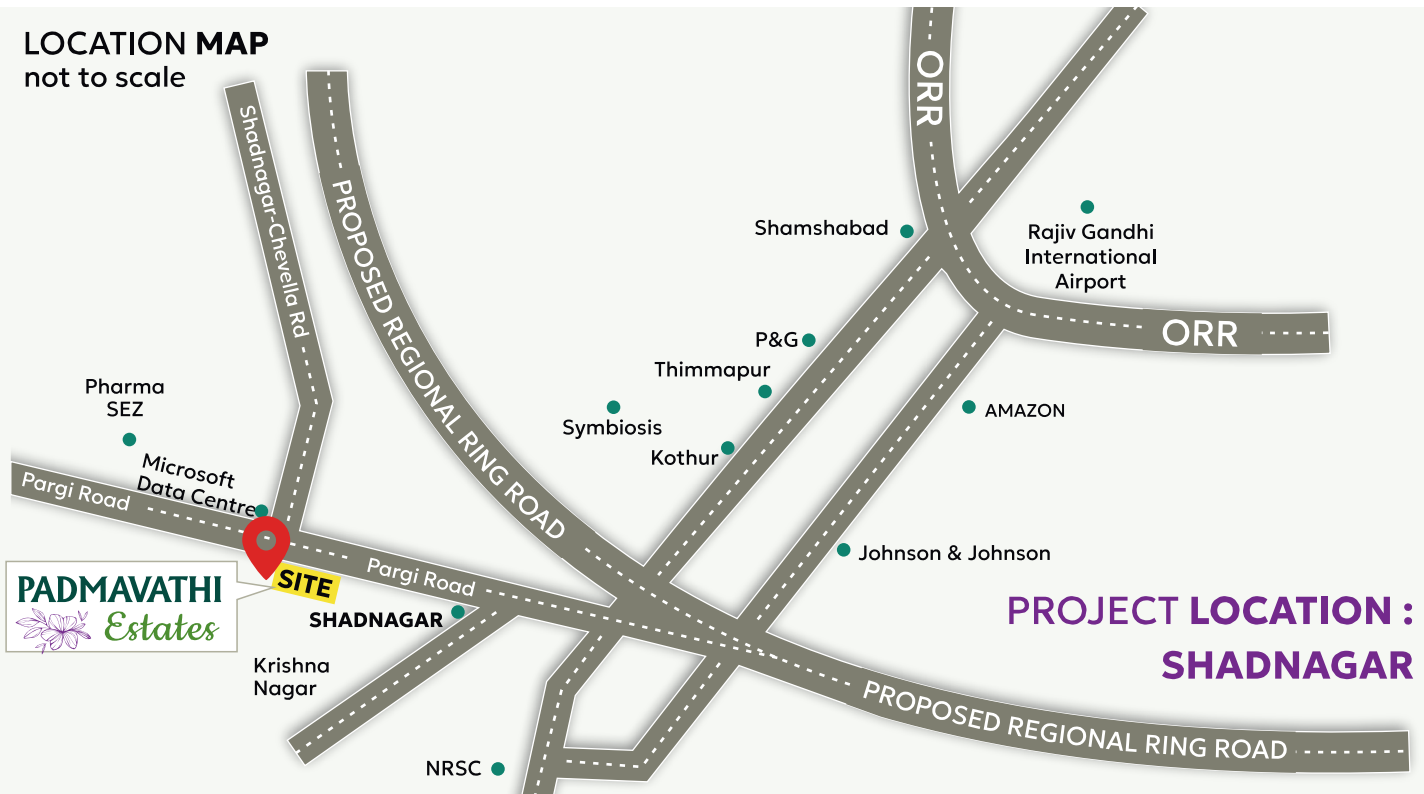 LOCATION MAP
not to scale
Shadnagar-Chevella Rd
PROPOSED REGIONAL RING ROAD
ORR
Shamshabad
Rajiv Gandhi
International
Airport
ORR
P&G
Thimmapur
Symbiosis
Kothur
AMAZON
Pharma
SEZ
Microsoft
Data Centre
Pargi Road
Pargi Road
SITE
PADMAVATHI
Estates
SHADNAGAR
Krishna
Nagar
Johnson & Johnson
PROJECT LOCATION :
SHADNAGAR
PROPOSED REGIONAL RING ROAD
NRSC